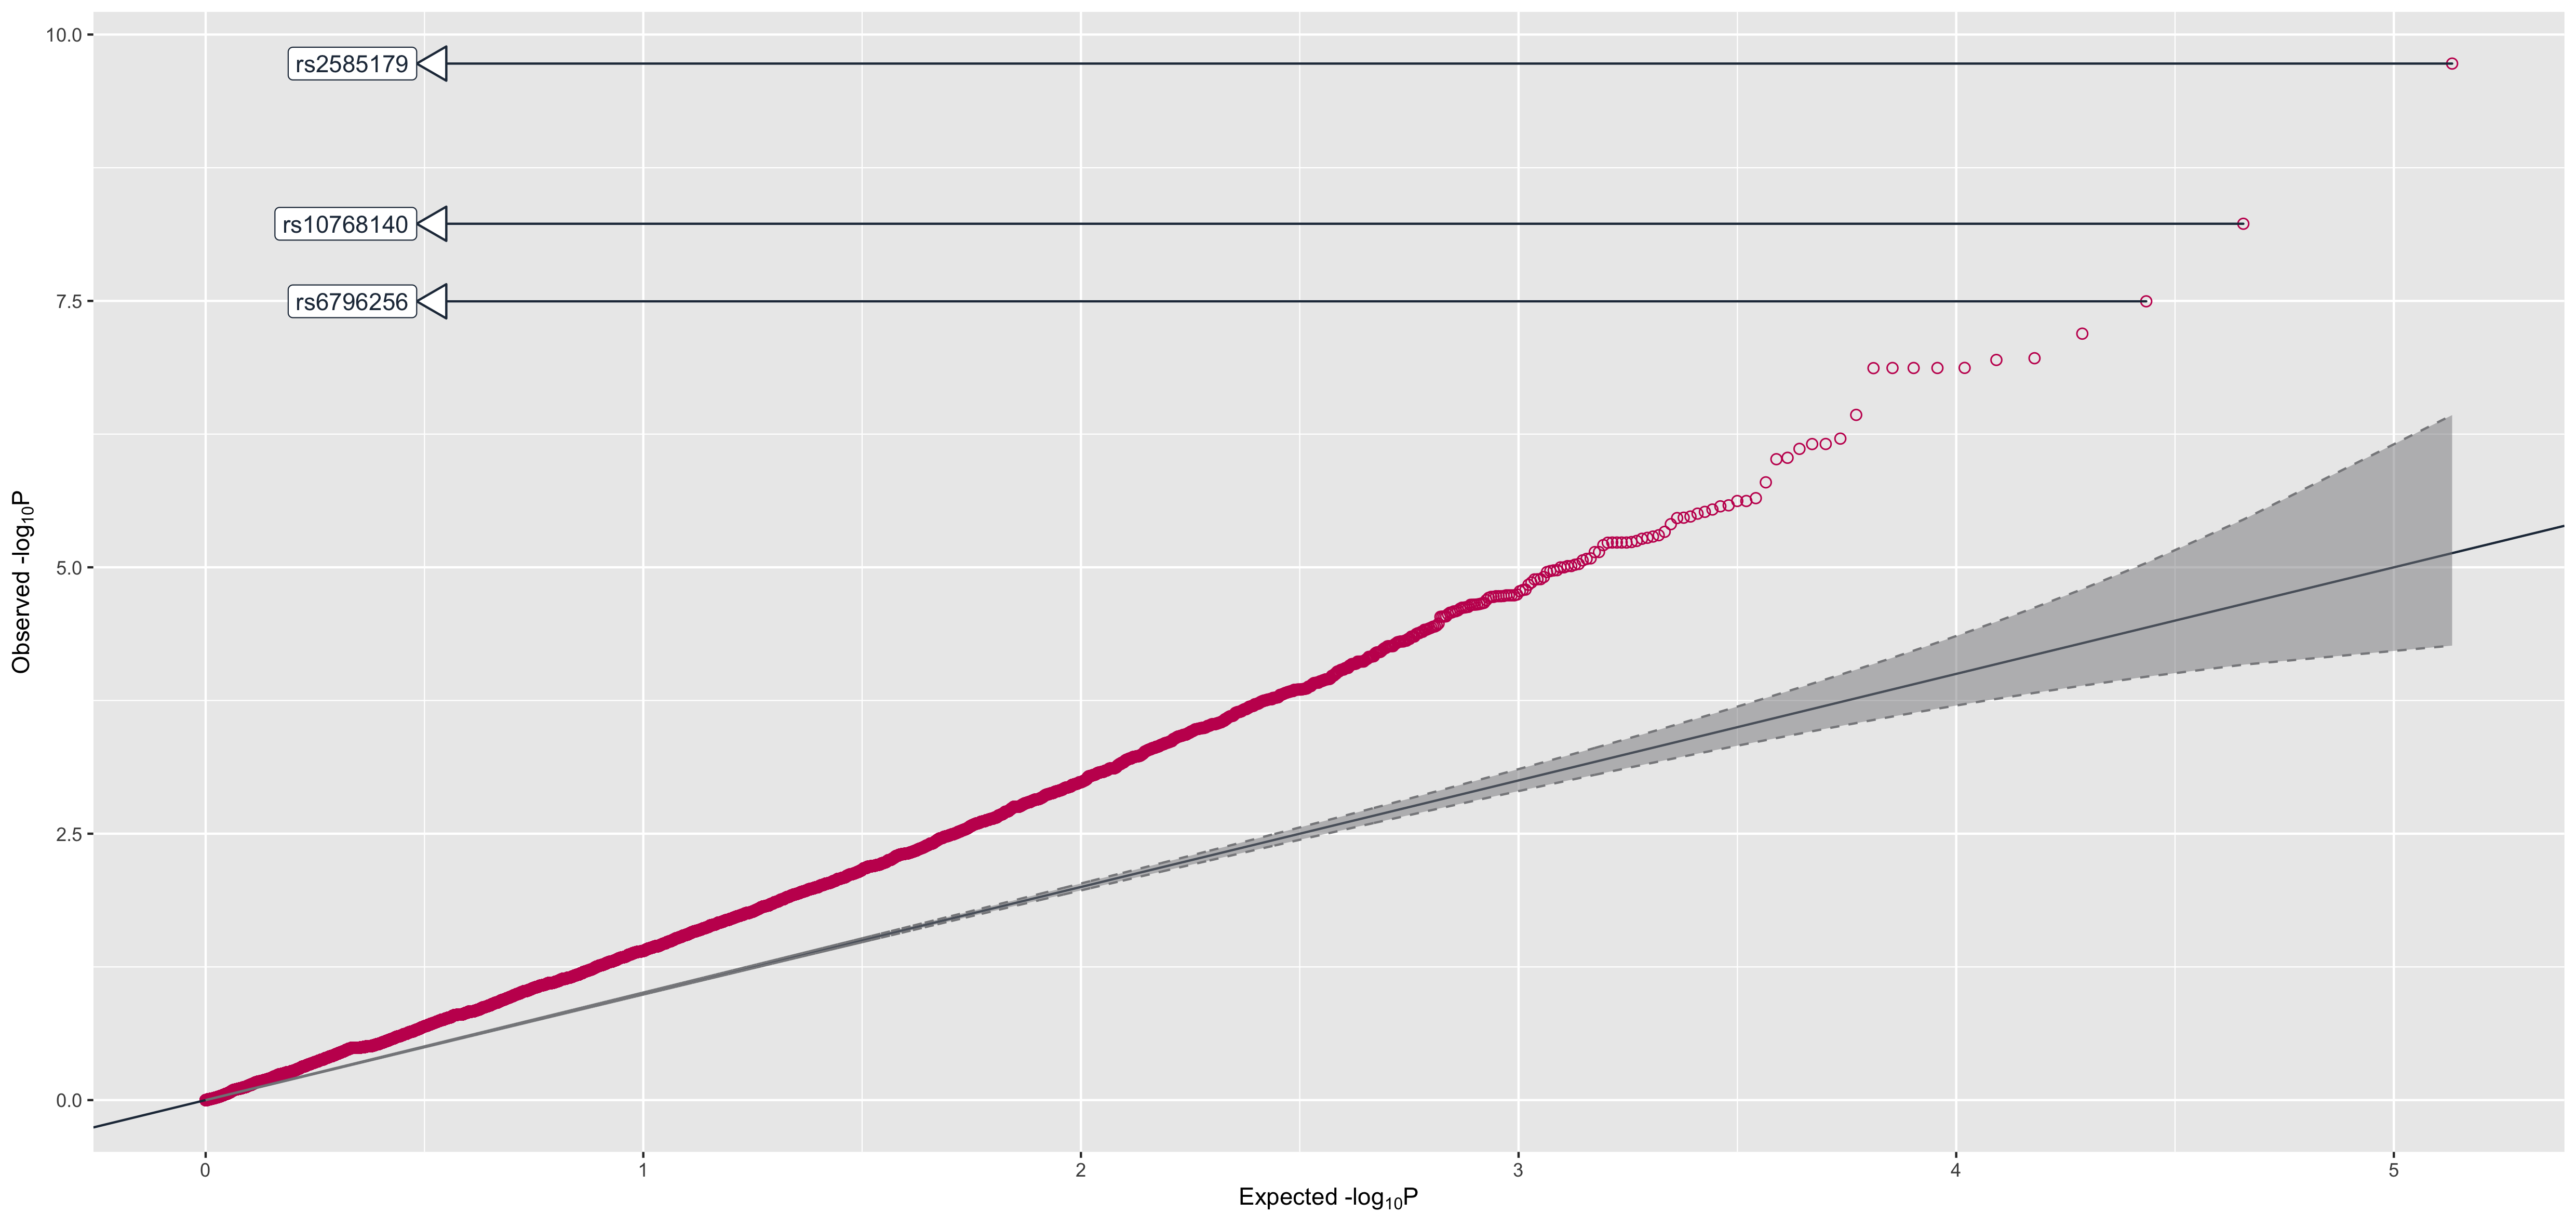 10.0
rs2585179
rs10768140
7.5
rs6796256
5.0
2.5
0.0
Observed -log₁₀P
0 1 2 3 4 5
Expected -log₁₀P